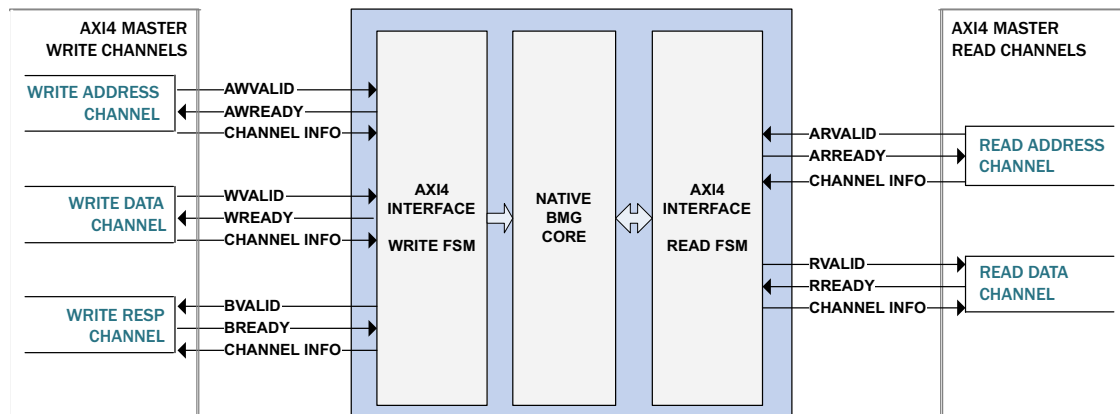 AXI4 MASTER
WRITE CHANNELS
WRITE ADDRESS
CHANNEL
AWVALID
AWREADY
CHANNEL INFO
WRITE DATA
CHANNEL
WVALID
WREADY
CHANNEL INFO
WRITE RESP
CHANNEL
BVALID
BREADY
CHANNEL INFO
AXI4
INTERFACE
WRITE FSM
NATIVE
BMG
CORE
AXI4
INTERFACE
READ FSM
AXI4 MASTER
READ CHANNELS
ARVALID
ARREADY
CHANNEL INFO
READ ADDRESS
CHANNEL
RVALID
RREADY
CHANNEL INFO
READ DATA
CHANNEL